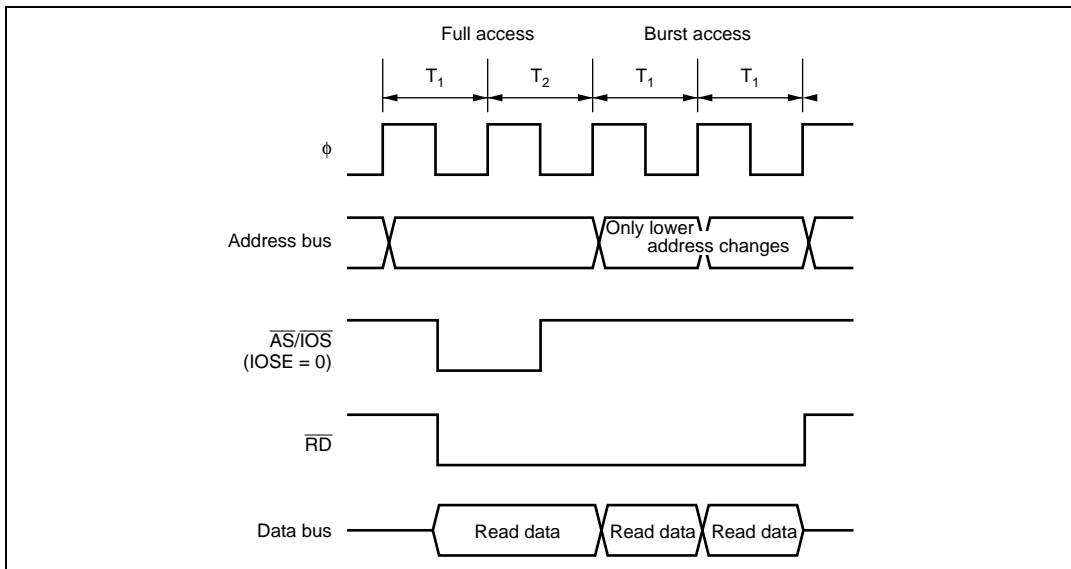 Full access Burst access
T1 T2 T1 T1
φ
Address bus
Only lower
address changes
AS/IOS
(IOSE = 0)
RD
Data bus
Read data Read data Read data